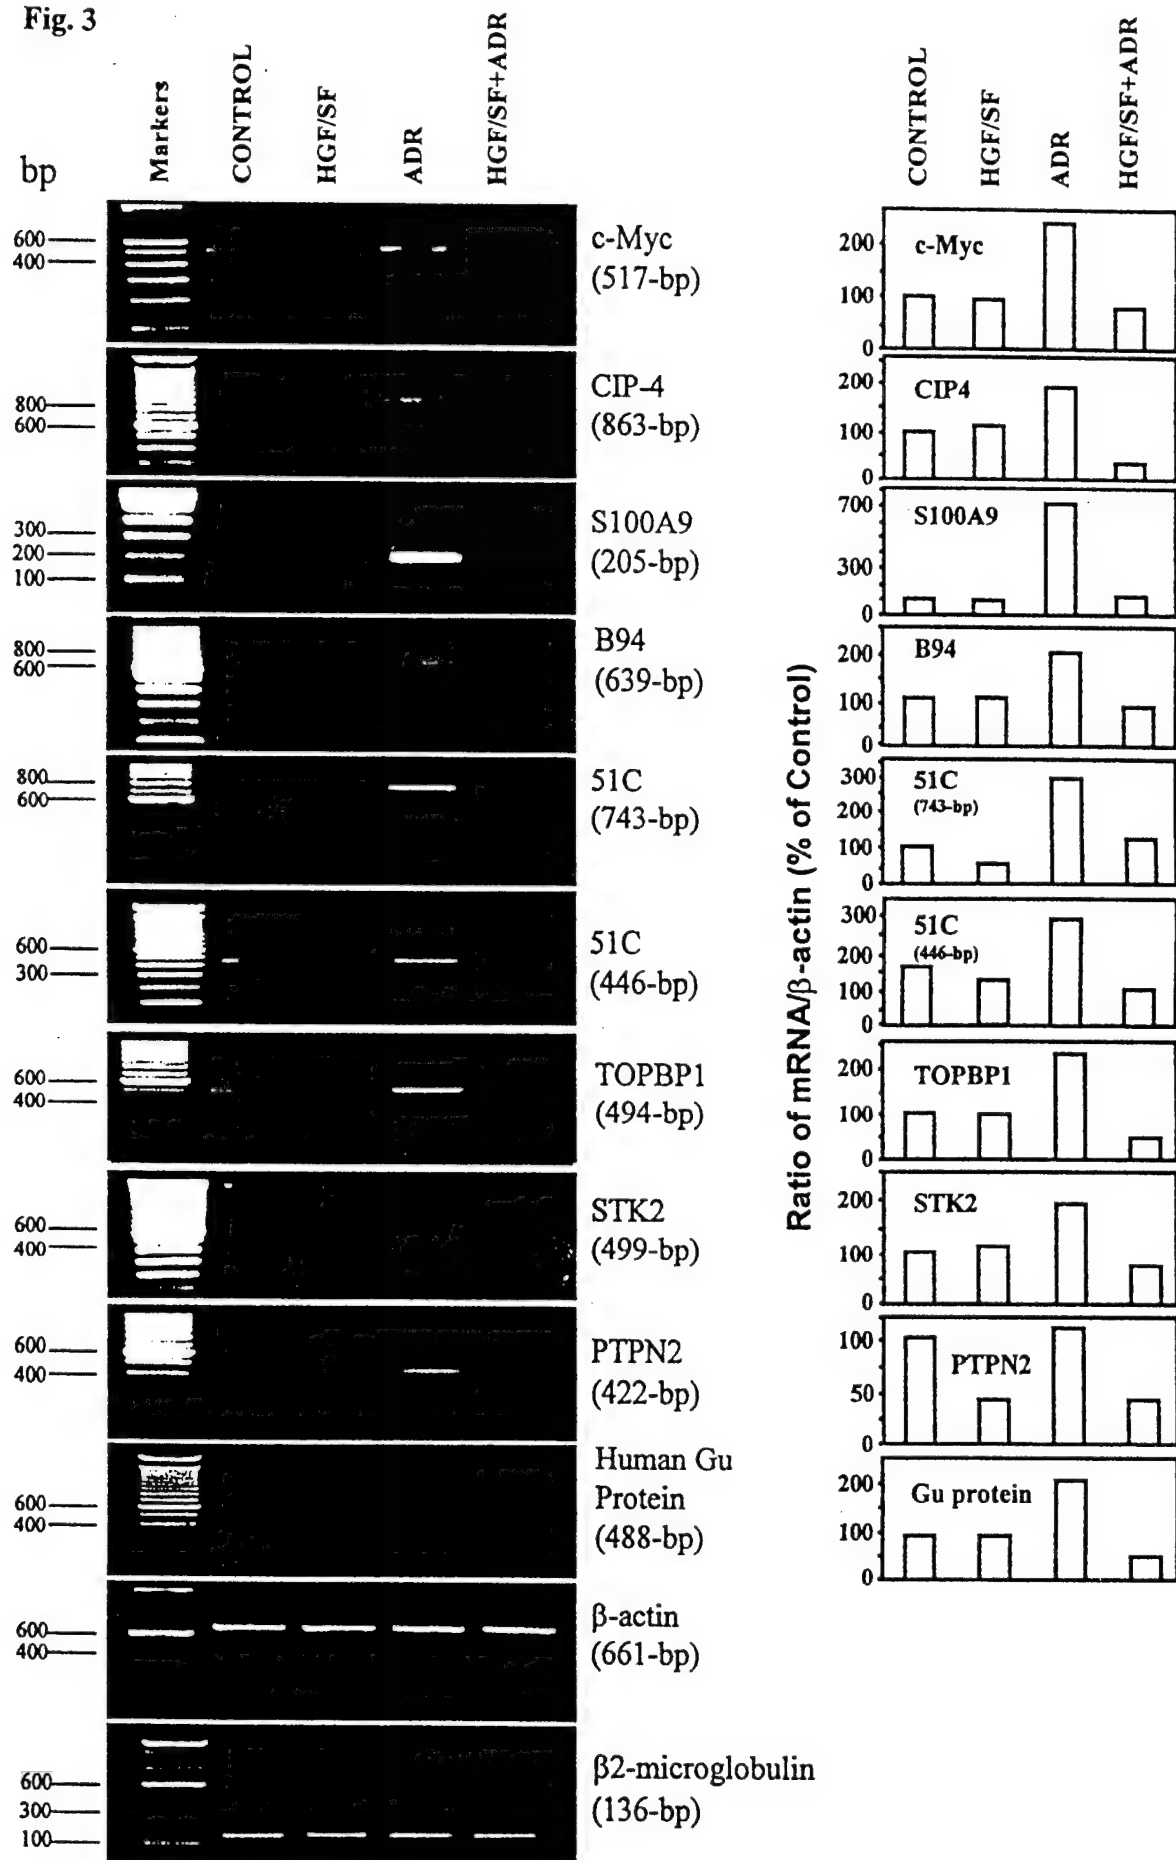 Fig. 3
Markers
CONTROL
HGF/SF
ADR
HGF/SF+ADR
bp
600
400
c-Myc
(517-bp)
800
600
CIP-4
(863-bp)
300
200
100
S100A9
(205-bp)
800
600
B94
(639-bp)
800
600
51C
(743-bp)
600
300
51C
(446-bp)
600
400
TOPBP1
(494-bp)
600
400
STK2
(499-bp)
600
400
PTPN2
(422-bp)
600
400
Human Gu
Protein
(488-bp)
600
400
β-actin
(661-bp)
600
300
100
β2-microglobulin
(136-bp)
CONTROL
HGF/SF
ADR
HGF/SF+ADR
Ratio of mRNA/β-actin (% of Control)
200
100
0
c-Myc
200
100
0
CIP4
700
300
0
S100A9
200
100
0
B94
300
200
100
0
51C
(743-bp)
300
200
100
0
51C
(446-bp)
200
100
0
TOPBP1
200
100
0
STK2
100
50
0
PTPN2
200
100
0
Gu protein